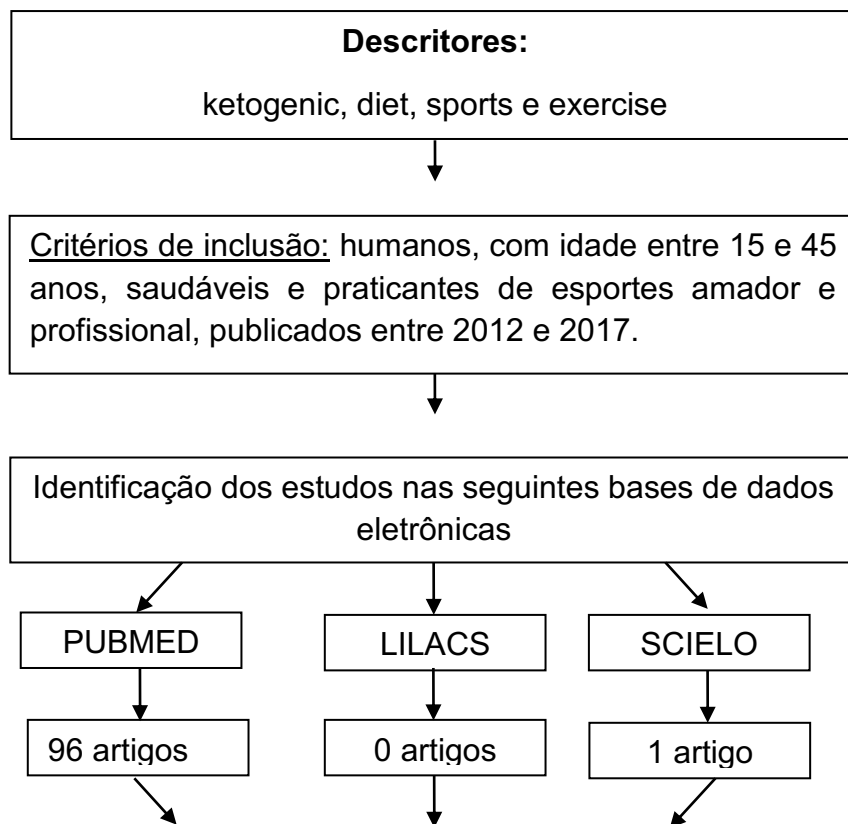 Descritores:
ketogenic, diet, sports e exercise
Critérios de inclusão: humanos, com idade entre 15 e 45
anos, saudáveis e praticantes de esportes amador e
profissional, publicados entre 2012 e 2017.
Identificação dos estudos nas seguintes bases de dados
eletrônicas
PUBMED
LILACS
SCIELO
96 artigos
0 artigos
1 artigo